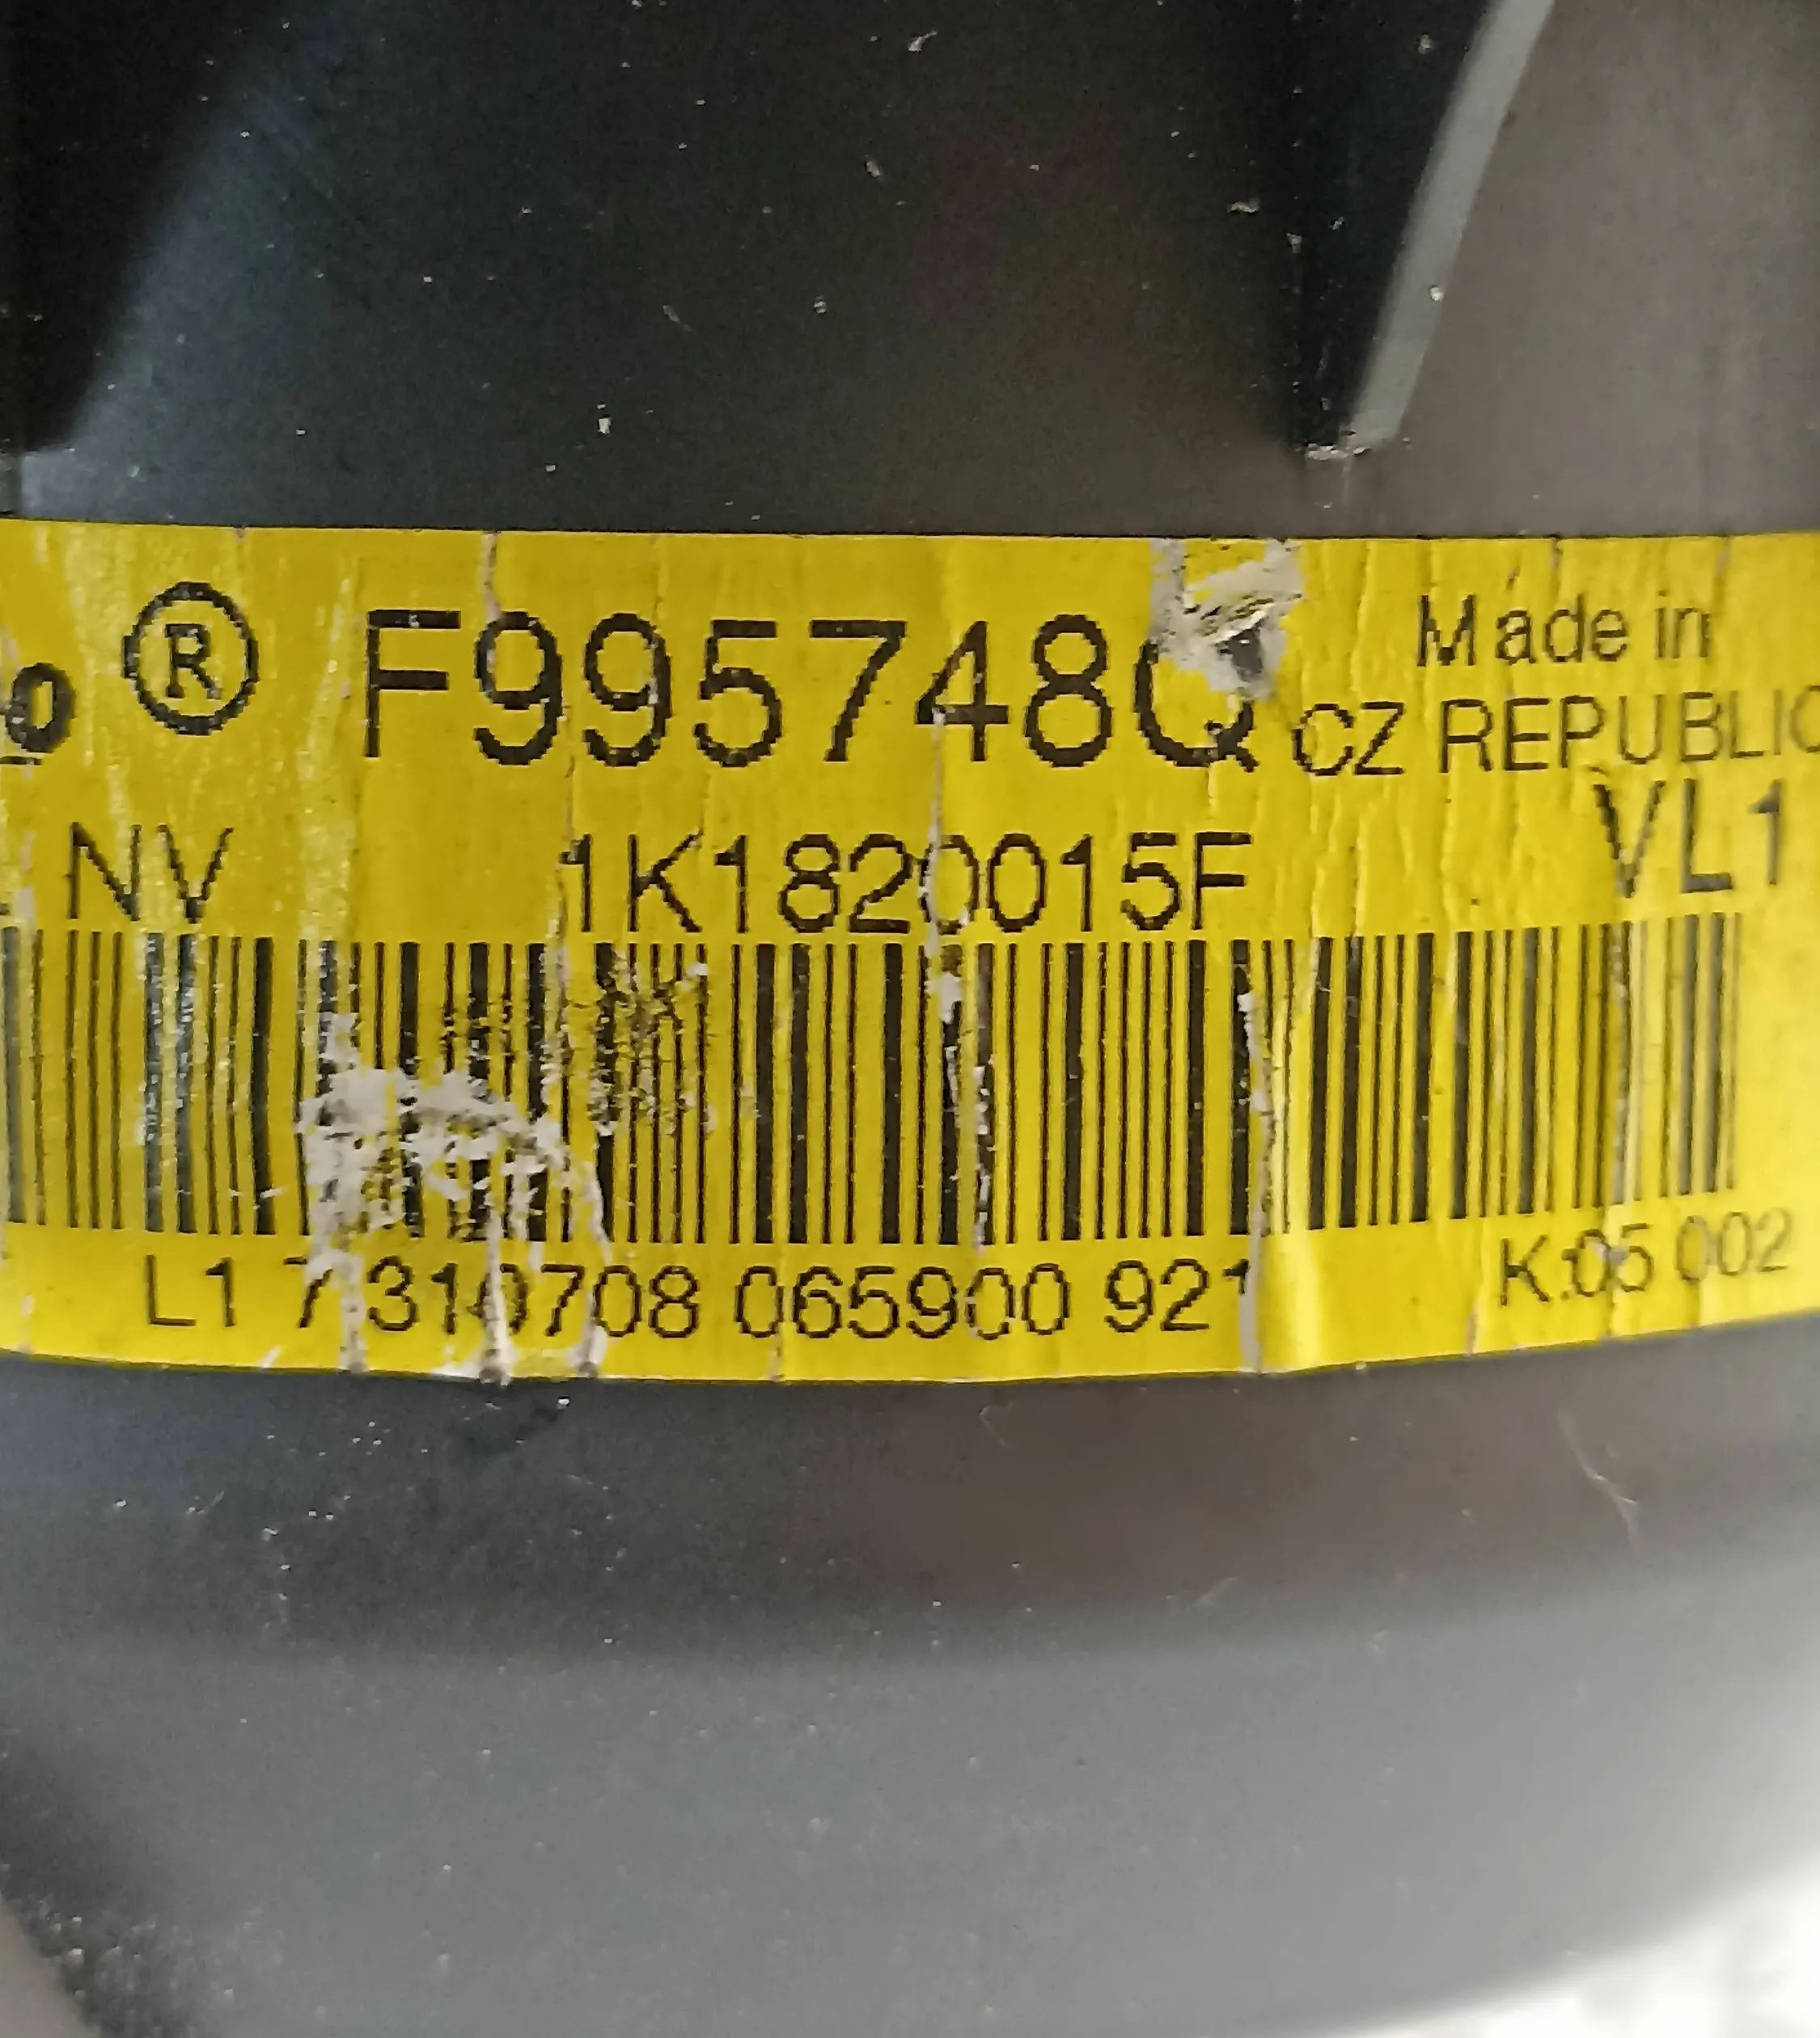 ® F995748Q Made in
CZ REPUBLIC
NV 1K1820015F VL1
L1 7 310708 065900 921 K:05 002